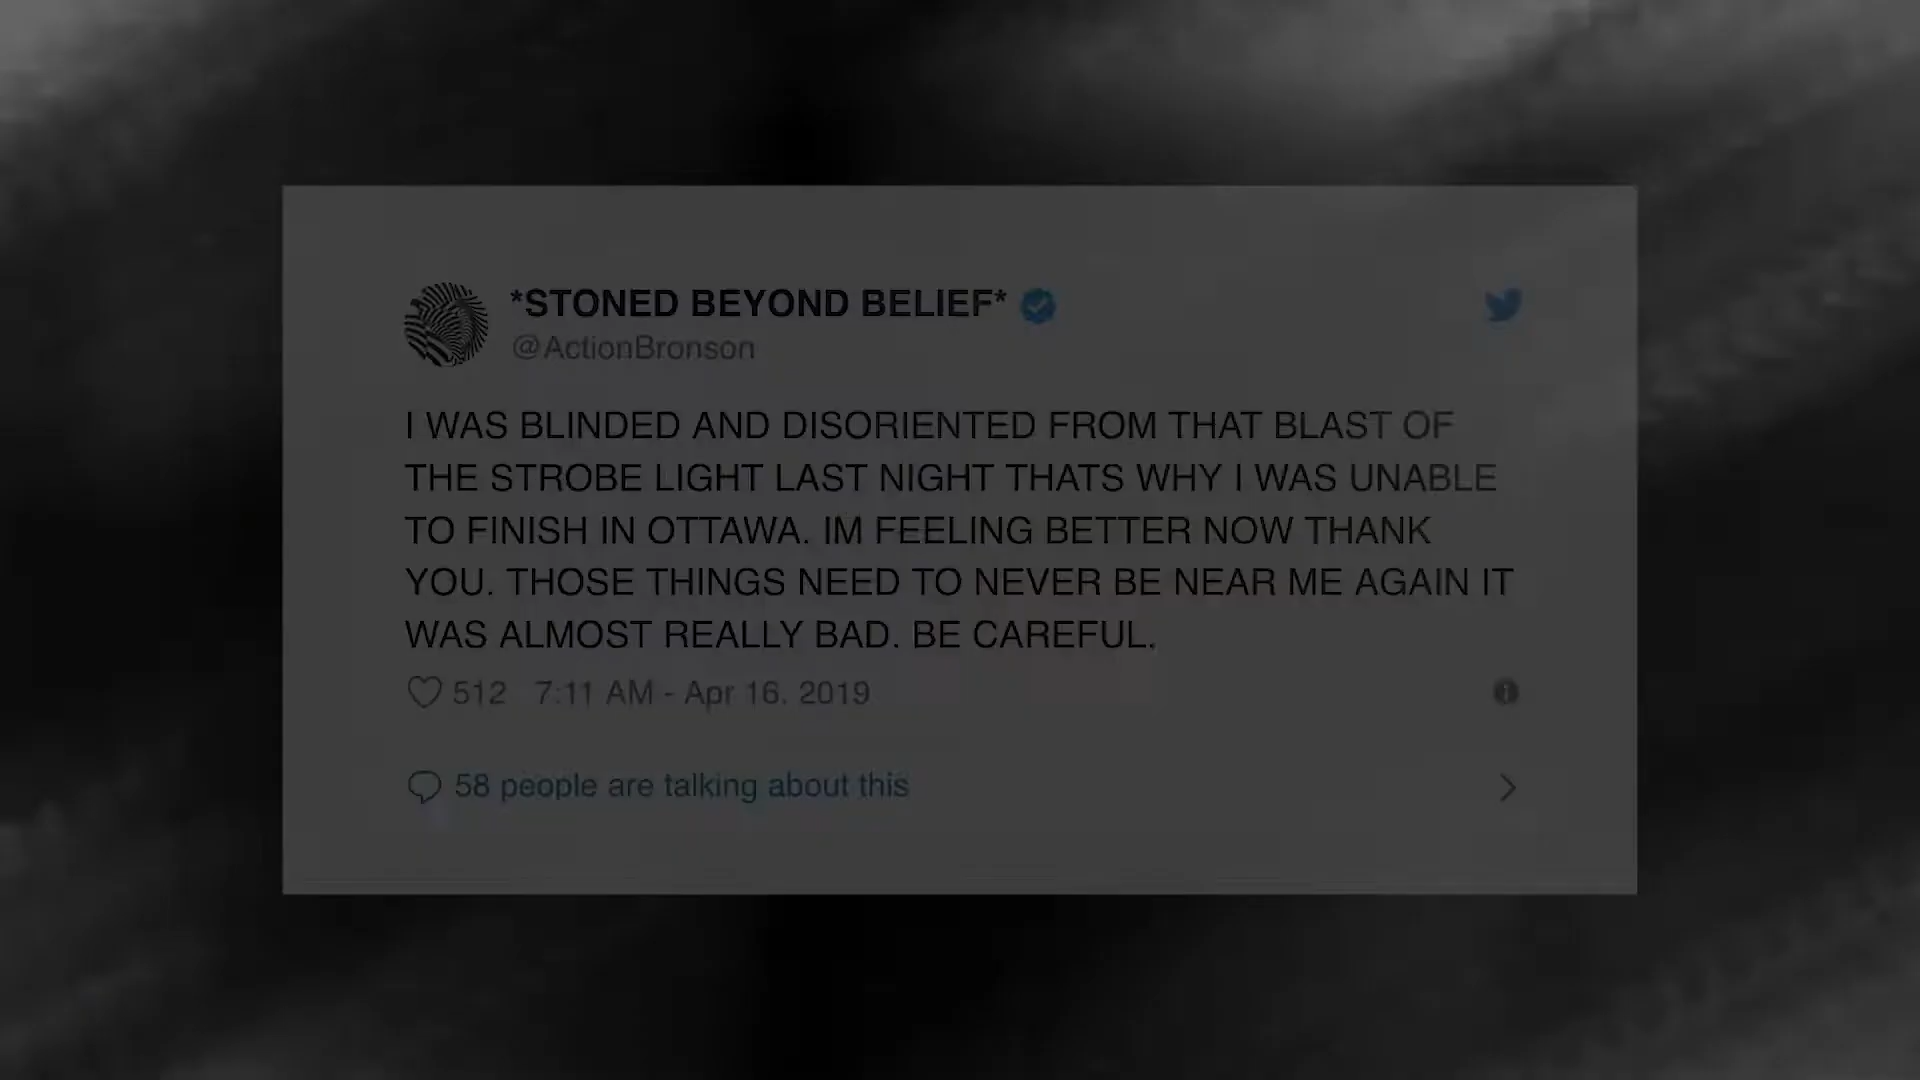 *STONED BEYOND BELIEF*
@ActionBronson
I WAS BLINDED AND DISORIENTED FROM THAT BLAST OF
THE STROBE LIGHT LAST NIGHT THATS WHY I WAS UNABLE
TO FINISH IN OTTAWA. IM FEELING BETTER NOW THANK
YOU. THOSE THINGS NEED TO NEVER BE NEAR ME AGAIN IT
WAS ALMOST REALLY BAD. BE CAREFUL.
512 7:11 AM - Apr 16, 2019
58 people are talking about this